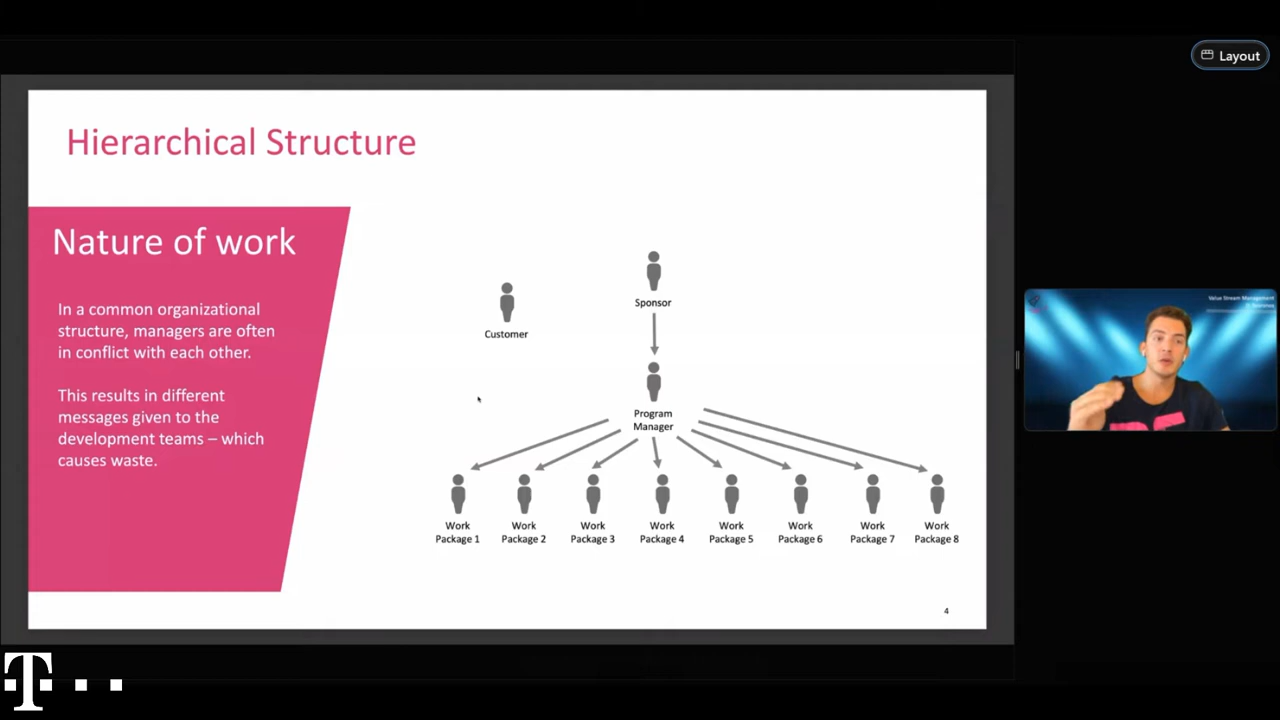 Layout
Hierarchical Structure
Nature of work
In a common organizational
structure, managers are often
in conflict with each other.
This results in different
messages given to the
development teams – which
causes waste.
Sponsor
Customer
Program
Manager
Work
Package 1
Work
Package 2
Work
Package 3
Work
Package 4
Work
Package 5
Work
Package 6
Work
Package 7
Work
Package 8
4
Value Stream Management
T